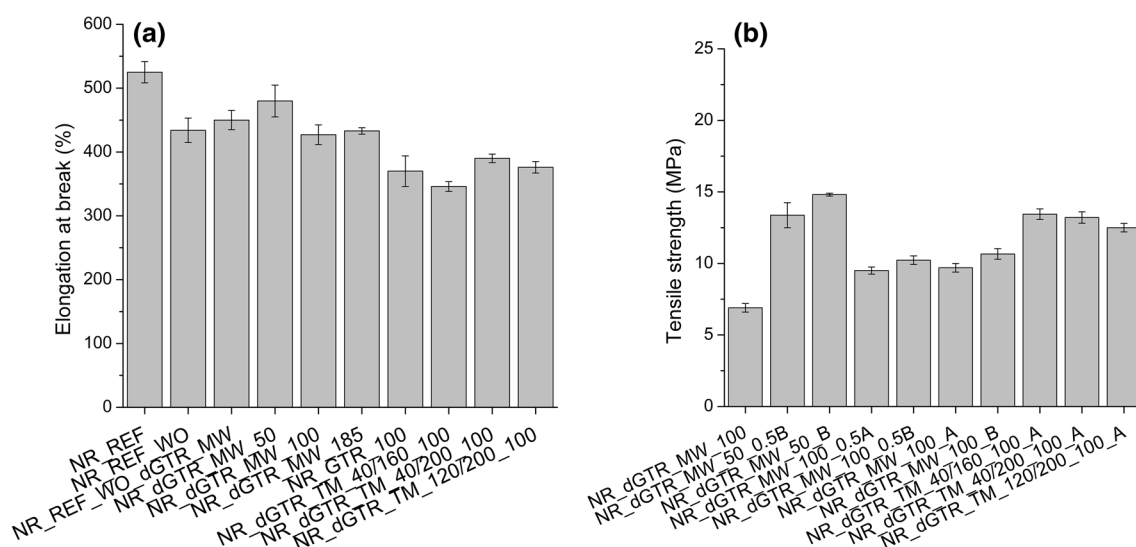 (a)
600
500
400
300
200
100
0
Elongation at break (%)
NR_REF
NR_REF_WO
NR_REF_WO_dGTR_MW
NR_dGTR_MW_50
NR_dGTR_MW_100
NR_dGTR_MW_185
NR_GTR_100
NR_dGTR_TM_40/160_100
NR_dGTR_TM_40/200_100
NR_dGTR_TM_120/200_100
(b)
25
20
15
10
5
0
Tensile strength (MPa)
NR_dGTR_MW_100
NR_dGTR_MW_50_0.5B
NR_dGTR_MW_50_B
NR_dGTR_MW_100_0.5A
NR_dGTR_MW_100_0.5B
NR_dGTR_MW_100_A
NR_dGTR_MW_100_B
NR_dGTR_TM_40/160_100_A
NR_dGTR_TM_40/200_100_A
NR_dGTR_TM_120/200_100_A